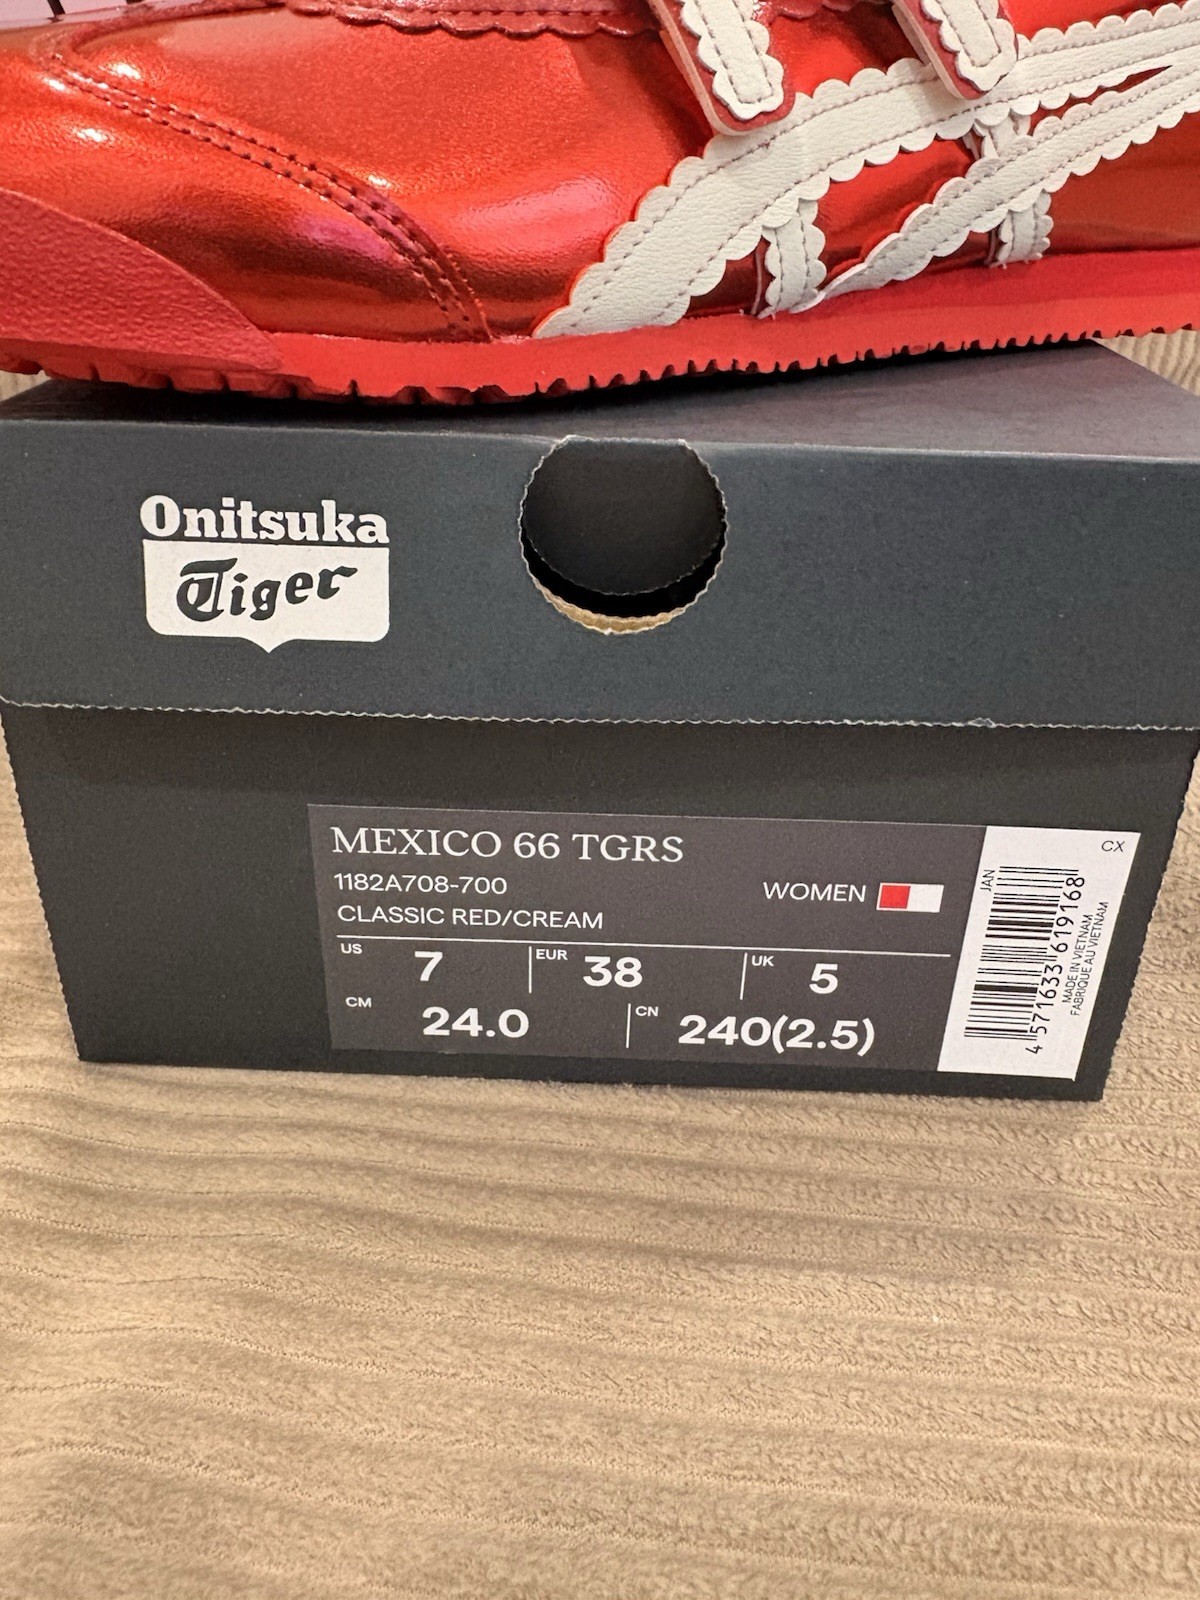 Onitsuka
Tiger
MEXICO 66 TGRS
1182A708-700
CLASSIC RED/CREAM
WOMEN
US 7 EUR 38 UK 5
CM 24.0 CN 240(2.5)
CX
JAN
4 571633 619168
MADE IN VIETNAM
FABRIQUE AU VIETNAM